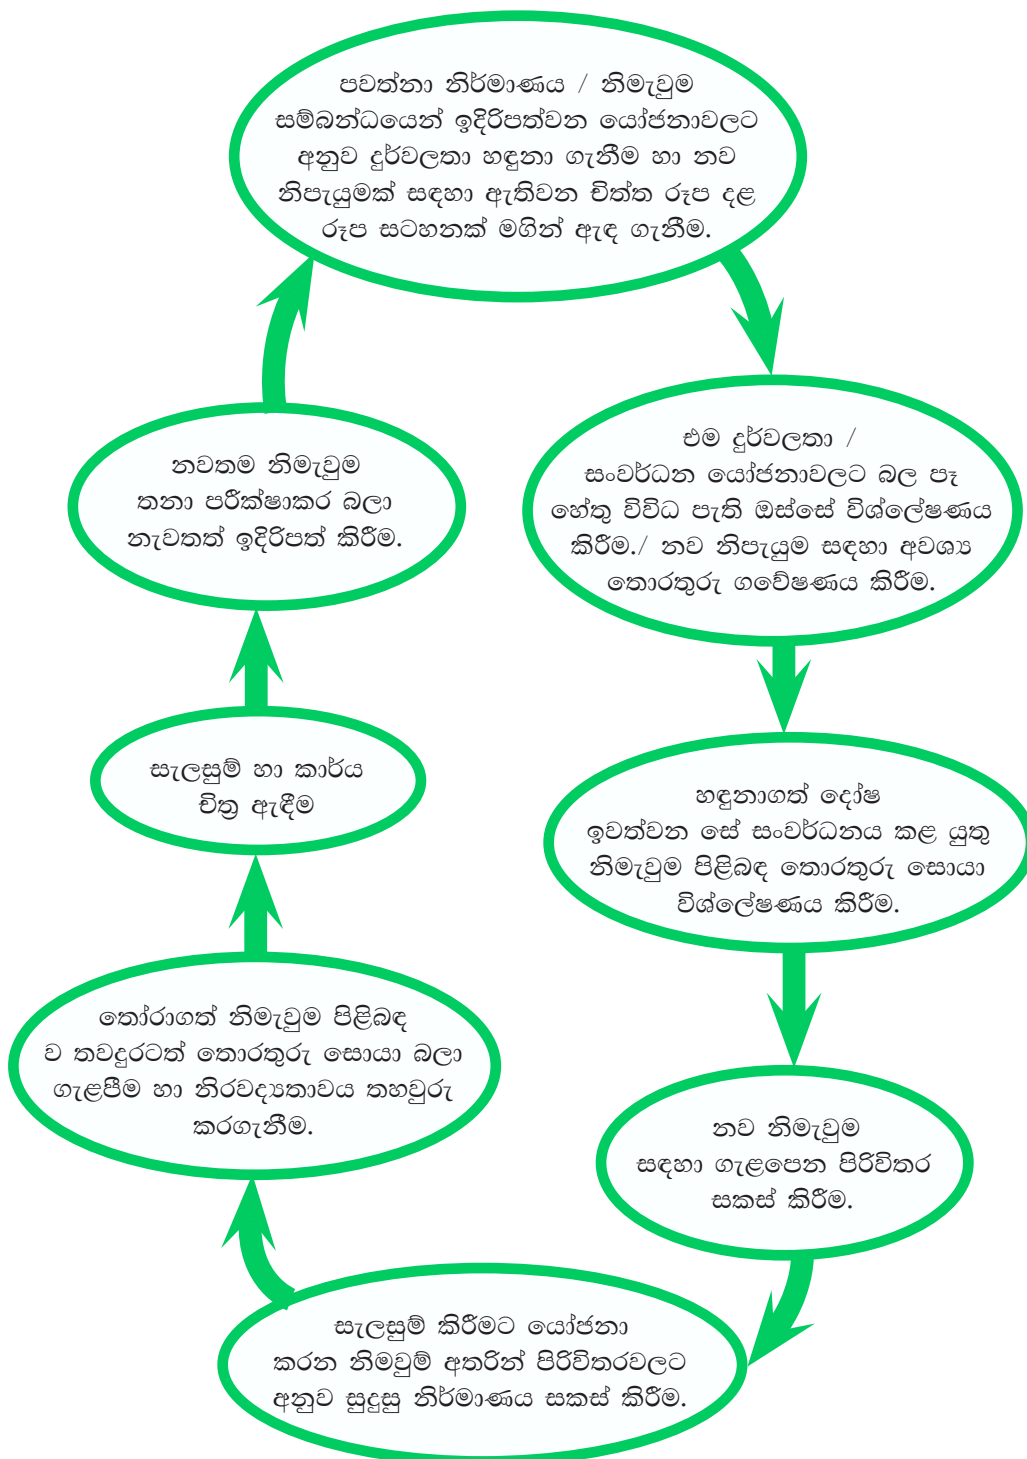 පවත්නා නිර්මාණය / නිමැවුම
සම්බන්ධයෙන් ඉදිරිපත්වන යෝජනාවලට
අනුව දුර්වලතා හඳුනා ගැනීම හා නව
නිපැයුමක් සඳහා ඇතිවන චිත්ත රූප දළ
රූප සටහනක් මගින් ඇඳ ගැනීම.
එම දුර්වලතා /
සංවර්ධන යෝජනාවලට බල පෑ
හේතු විවිධ පැති ඔස්සේ විශ්ලේෂණය
කිරීම./ නව නිපැයුම සඳහා අවශ්‍ය
තොරතුරු ගවේෂණය කිරීම.
හඳුනාගත් දෝෂ
ඉවත්වන සේ සංවර්ධනය කළ යුතු
නිමැවුම පිළිබඳ තොරතුරු සොයා
විශ්ලේෂණය කිරීම.
නව නිමැවුම
සඳහා ගැළපෙන පිරිවිතර
සකස් කිරීම.
සැලසුම් කිරීමට යෝජනා
කරන නිමවුම් අතරින් පිරිවිතරවලට
අනුව සුදුසු නිර්මාණය සකස් කිරීම.
තෝරාගත් නිමැවුම පිළිබඳ
ව තවදුරටත් තොරතුරු සොයා බලා
ගැළපීම හා නිරවද්‍යතාවය තහවුරු
කරගැනීම.
සැලසුම් හා කාර්ය
චිත්‍ර ඇඳීම
නවතම නිමැවුම
තනා පරීක්ෂාකර බලා
නැවතත් ඉදිරිපත් කිරීම.